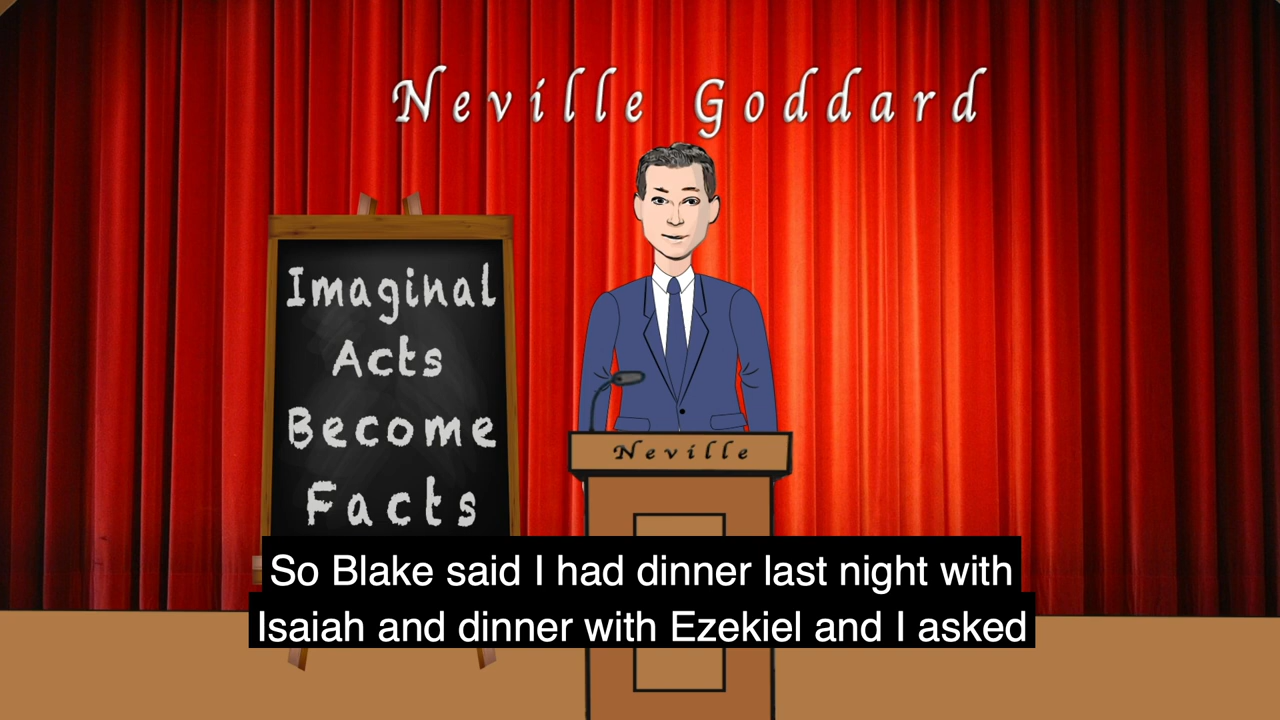 Neville Goddard
Imaginal
Acts
Become
Facts
Neville
So Blake said I had dinner last night with
Isaiah and dinner with Ezekiel and I asked